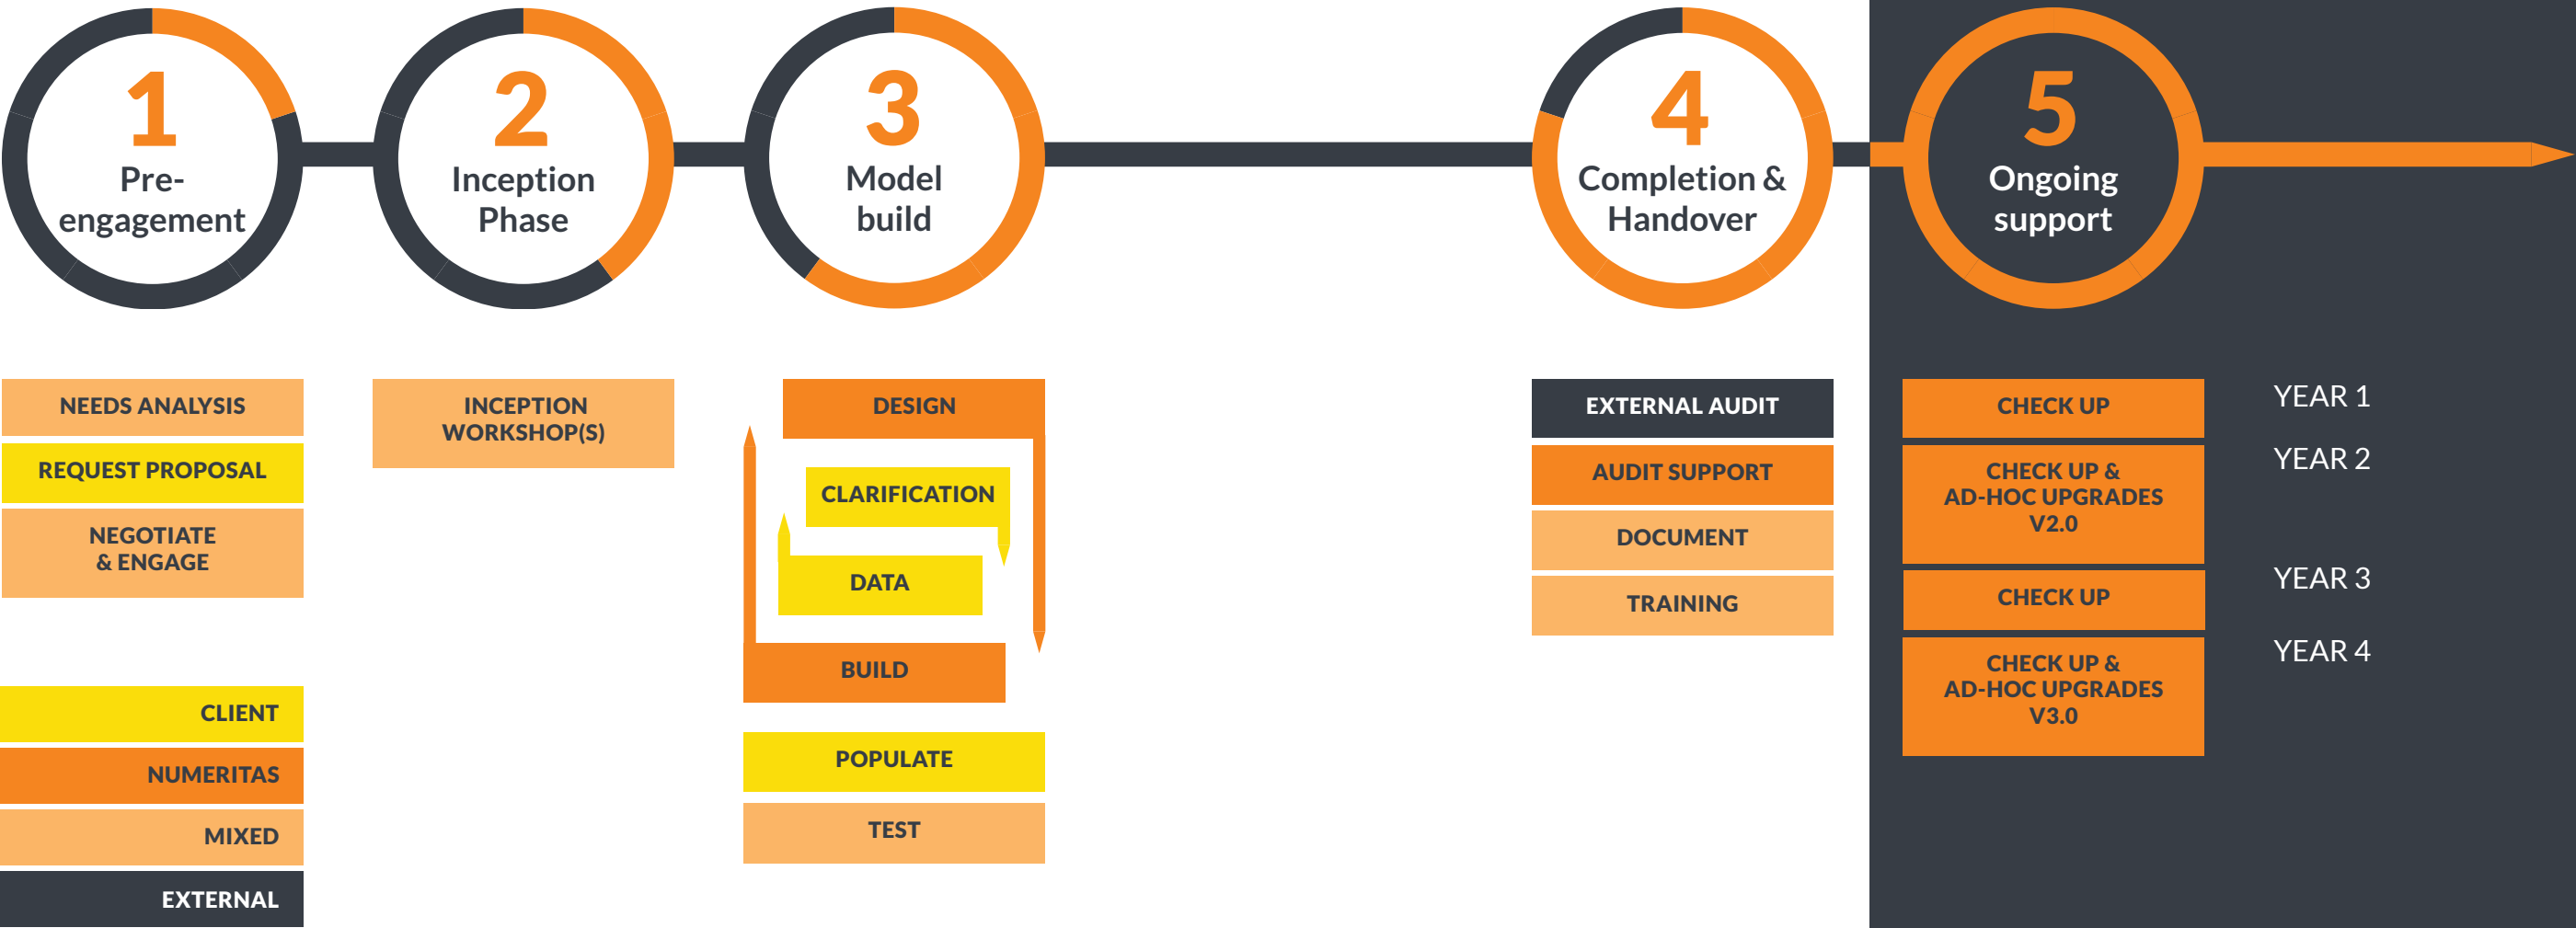 1
Pre-
engagement
2
Inception
Phase
3
Model
build
4
Completion &
Handover
5
Ongoing
support
NEEDS ANALYSIS
REQUEST PROPOSAL
NEGOTIATE
& ENGAGE
INCEPTION
WORKSHOP(S)
DESIGN
CLARIFICATION
DATA
BUILD
POPULATE
TEST
EXTERNAL AUDIT
AUDIT SUPPORT
DOCUMENT
TRAINING
CHECK UP
YEAR 1
CHECK UP &
AD-HOC UPGRADES
V2.0
YEAR 2
CHECK UP
YEAR 3
CHECK UP &
AD-HOC UPGRADES
V3.0
YEAR 4
CLIENT
NUMERITAS
MIXED
EXTERNAL